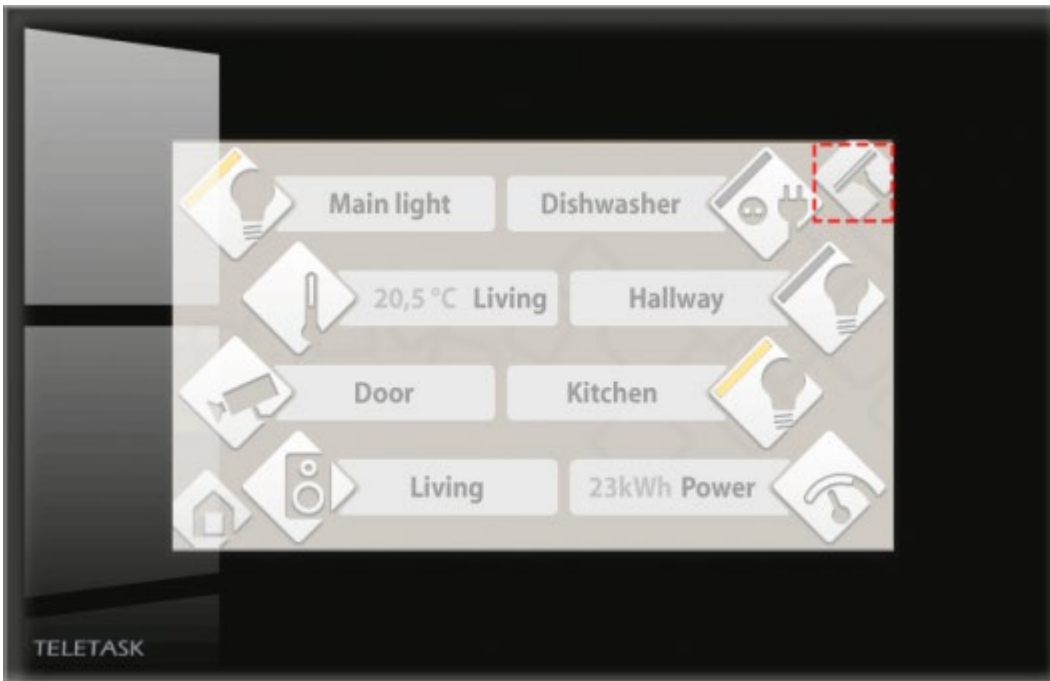 Main light
Dishwasher
20,5 °C Living
Hallway
Door
Kitchen
Living
23kWh Power
TELETASK